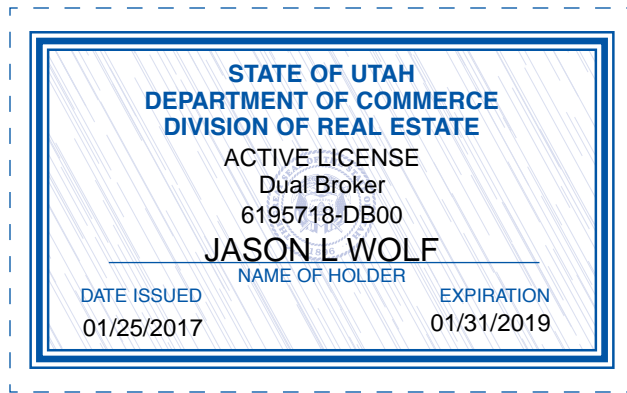 STATE OF UTAH
DEPARTMENT OF COMMERCE
DIVISION OF REAL ESTATE
ACTIVE LICENSE
Dual Broker
6195718-DB00
JASON L WOLF
NAME OF HOLDER
DATE ISSUED EXPIRATION
01/25/2017 01/31/2019